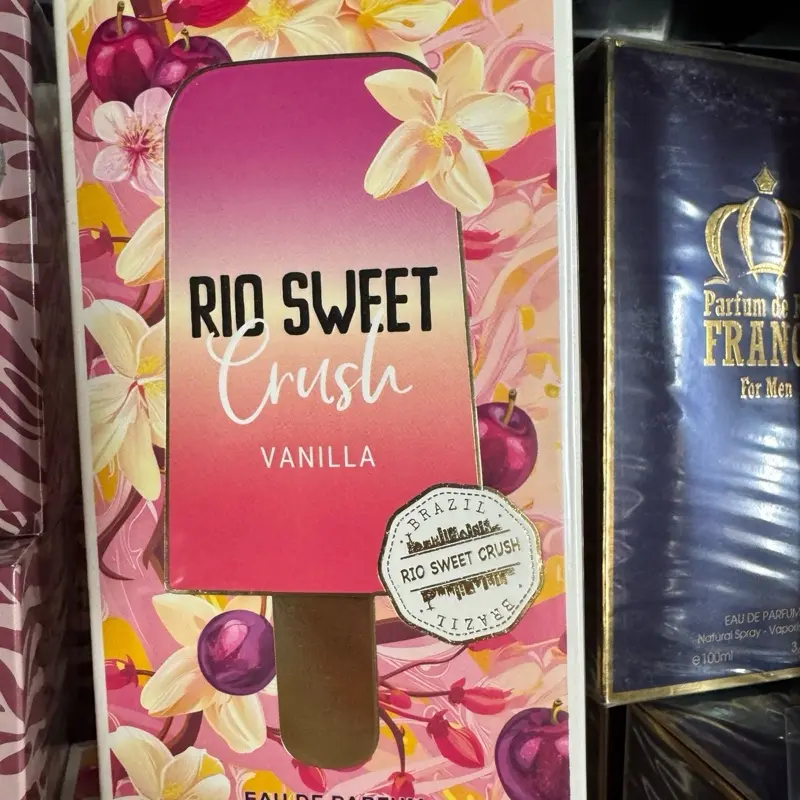 RIO SWEET
Crush
VANILLA
BRAZIL
RIO SWEET CRUSH
BRAZIL
EAU DE PARFUM
Parfum de
FRANC
For Men
EAU DE PARFUM
Natural Spray - Vapo
e100ml 3